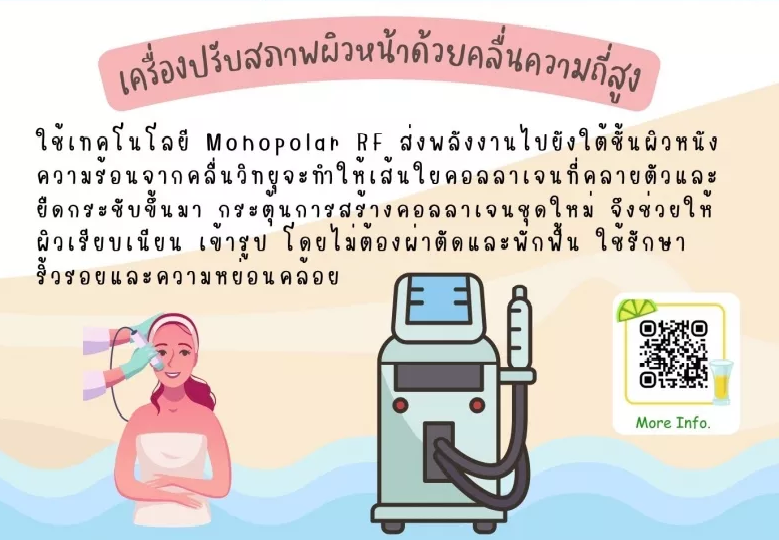 เครื่องปรับสภาพผิวหน้าด้วยคลื่นความถี่สูง
ใช้เทคโนโลยี Monopolar RF ส่งพลังงานไปยังใต้ชั้นผิวหนัง
ความร้อนจากคลื่นวิทยุจะทำให้เส้นใยคอลลาเจนที่คลายตัวและ
ยืดกระชับขึ้นมา กระตุ้นการสร้างคอลลาเจนชุดใหม่ จึงช่วยให้
ผิวเรียบเนียน เข้ารูป โดยไม่ต้องผ่าตัดและพักฟื้น ใช้รักษา
ริ้วรอยและความหย่อนคล้อย
More Info.